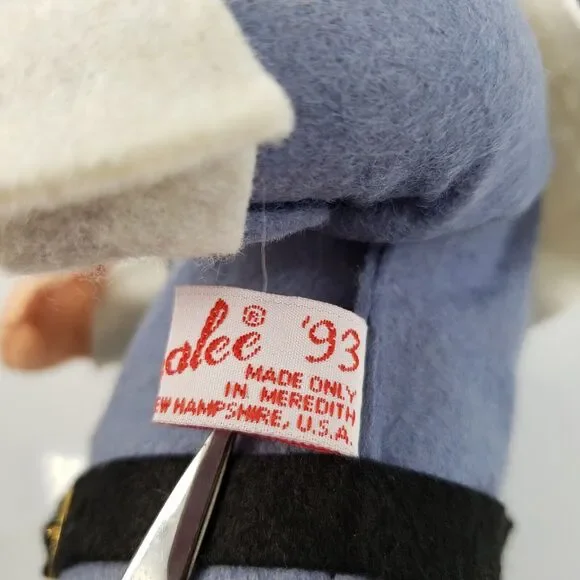 alee® '93
MADE ONLY
IN MEREDITH
EW HAMPSHIRE, U.S.A.